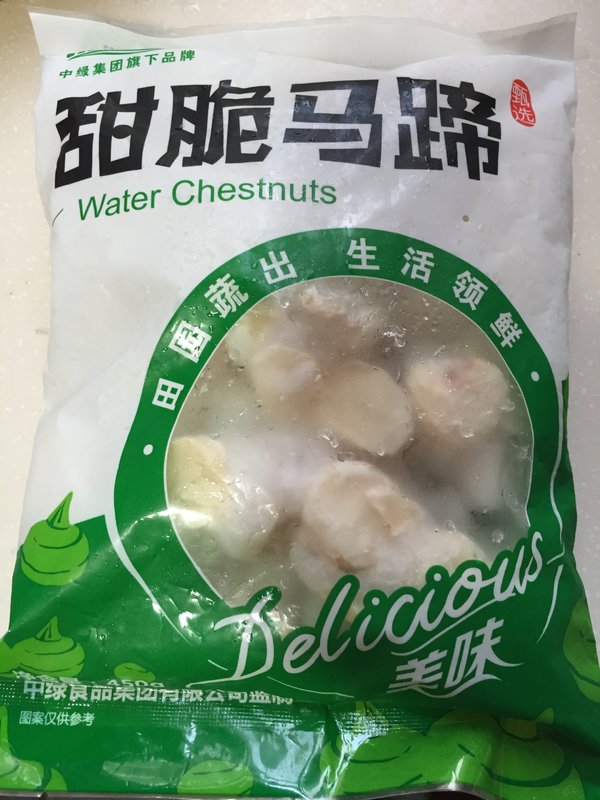 中绿集团旗下品牌
甜脆马蹄
甄选
Water Chestnuts
田园蔬出 生活领鲜
Delicious
美味
中绿食品集团有限公司监制
图案仅供参考